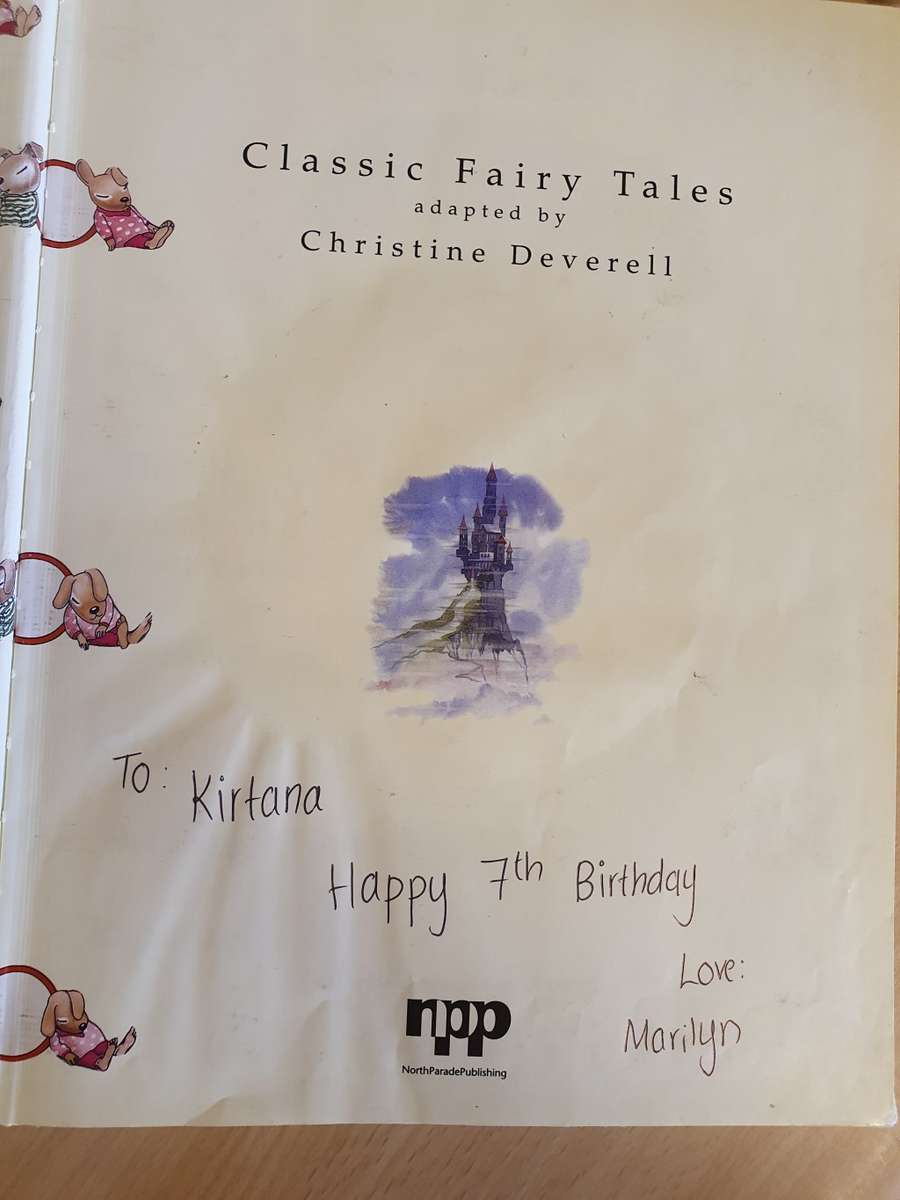 Classic Fairy Tales
adapted by
Christine Deverell
To: Kirtana
Happy 7th Birthday
Love:
Marilyn
npp
NorthParadePublishing